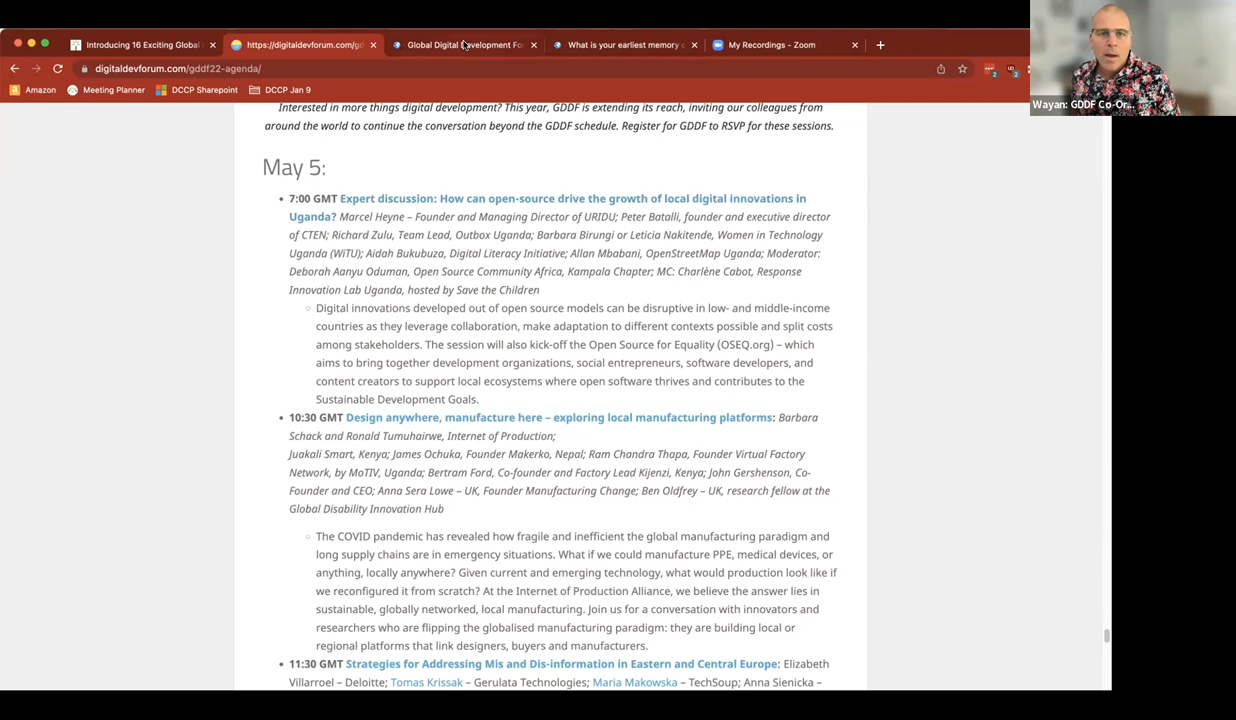 Introducing 16 Exciting Global
https://digitaldevforum.com/gd
Global Digital Development Fo
What is your earliest memory
My Recordings – Zoom
digitaldevforum.com/gddf22-agenda/
Amazon
Meeting Planner
DCCP Sharepoint
DCCP Jan 9
Wayan: GDDF Co-Or...
Interested in more things digital development? This year, GDDF is extending its reach, inviting our colleagues from
around the world to continue the conversation beyond the GDDF schedule. Register for GDDF to RSVP for these sessions.
May 5:
• 7:00 GMT Expert discussion: How can open-source drive the growth of local digital innovations in
Uganda? Marcel Heyne – Founder and Managing Director of URIDU; Peter Batalli, founder and executive director
of CTEN; Richard Zulu, Team Lead, Outbox Uganda; Barbara Birungi or Leticia Nakitende, Women in Technology
Uganda (WiTU); Aidah Bukubuza, Digital Literacy Initiative; Allan Mbabani, OpenStreetMap Uganda; Moderator:
Deborah Aanyu Oduman, Open Source Community Africa, Kampala Chapter; MC: Charlène Cabot, Response
Innovation Lab Uganda, hosted by Save the Children
Digital innovations developed out of open source models can be disruptive in low- and middle-income
countries as they leverage collaboration, make adaptation to different contexts possible and split costs
among stakeholders. The session will also kick-off the Open Source for Equality (OSEQ.org) – which
aims to bring together development organizations, social entrepreneurs, software developers, and
content creators to support local ecosystems where open software thrives and contributes to the
Sustainable Development Goals.
• 10:30 GMT Design anywhere, manufacture here – exploring local manufacturing platforms: Barbara
Schack and Ronald Tumuhairwe, Internet of Production;
Juakali Smart, Kenya; James Ochuka, Founder Makerko, Nepal; Ram Chandra Thapa, Founder Virtual Factory
Network, by MoTIV, Uganda; Bertram Ford, Co-founder and Factory Lead Kijenzi, Kenya; John Gershenson, Co-
Founder and CEO; Anna Sera Lowe – UK, Founder Manufacturing Change; Ben Oldfrey – UK, research fellow at the
Global Disability Innovation Hub
The COVID pandemic has revealed how fragile and inefficient the global manufacturing paradigm and
long supply chains are in emergency situations. What if we could manufacture PPE, medical devices, or
anything, locally anywhere? Given current and emerging technology, what would production look like if
we reconfigured it from scratch? At the Internet of Production Alliance, we believe the answer lies in
sustainable, globally networked, local manufacturing. Join us for a conversation with innovators and
researchers who are flipping the globalised manufacturing paradigm: they are building local or
regional platforms that link designers, buyers and manufacturers.
• 11:30 GMT Strategies for Addressing Mis and Dis-information in Eastern and Central Europe: Elizabeth
Villarroel – Deloitte; Tomas Krissak – Gerulata Technologies; Maria Makowska – TechSoup; Anna Sienicka –